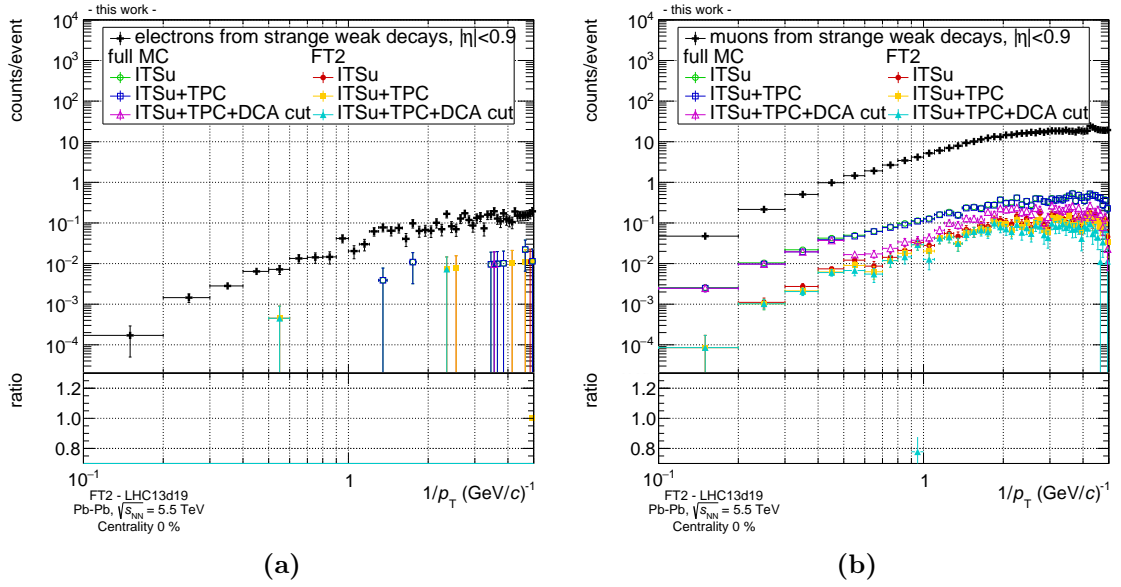 - this work -
electrons from strange weak decays, |η|<0.9
full MC FT2
ITSu ITSu
ITSu+TPC ITSu+TPC
ITSu+TPC+DCA cut ITSu+TPC+DCA cut
counts/event
10⁴
10³
10²
10
1
10⁻¹
10⁻²
10⁻³
10⁻⁴
ratio
1.2
1.0
0.8
10⁻¹ 1 2 3 4
1/p_T (GeV/c)⁻¹
FT2 - LHC13d19
Pb-Pb, √s_NN = 5.5 TeV
Centrality 0 %
(a)
- this work -
muons from strange weak decays, |η|<0.9
full MC FT2
ITSu ITSu
ITSu+TPC ITSu+TPC
ITSu+TPC+DCA cut ITSu+TPC+DCA cut
counts/event
10⁴
10³
10²
10
1
10⁻¹
10⁻²
10⁻³
10⁻⁴
ratio
1.2
1.0
0.8
10⁻¹ 1 2 3 4
1/p_T (GeV/c)⁻¹
FT2 - LHC13d19
Pb-Pb, √s_NN = 5.5 TeV
Centrality 0 %
(b)